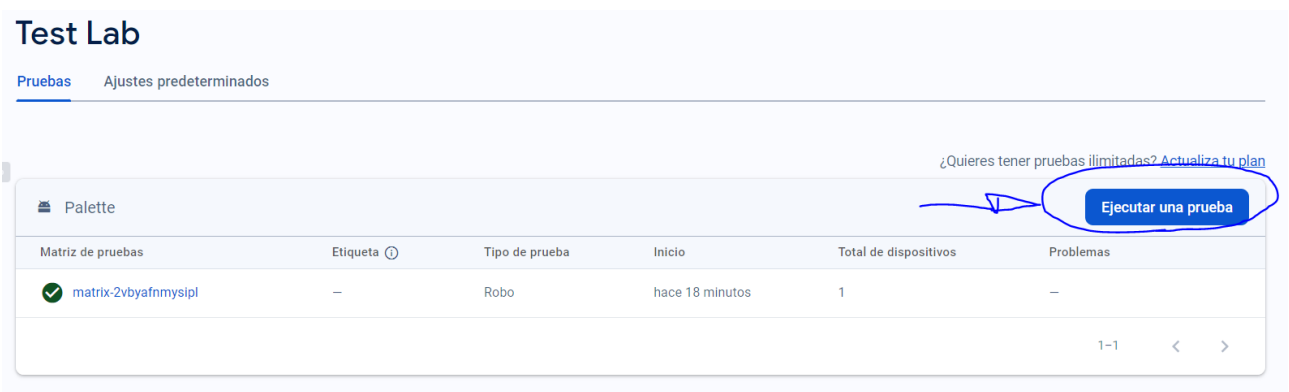 Test Lab
Pruebas Ajustes predeterminados
¿Quieres tener pruebas ilimitadas? Actualiza tu plan
Palette Ejecutar una prueba
Matriz de pruebas Etiqueta Tipo de prueba Inicio Total de dispositivos Problemas
matrix-2vbyafnmysipl — Robo hace 18 minutos 1 —
1–1